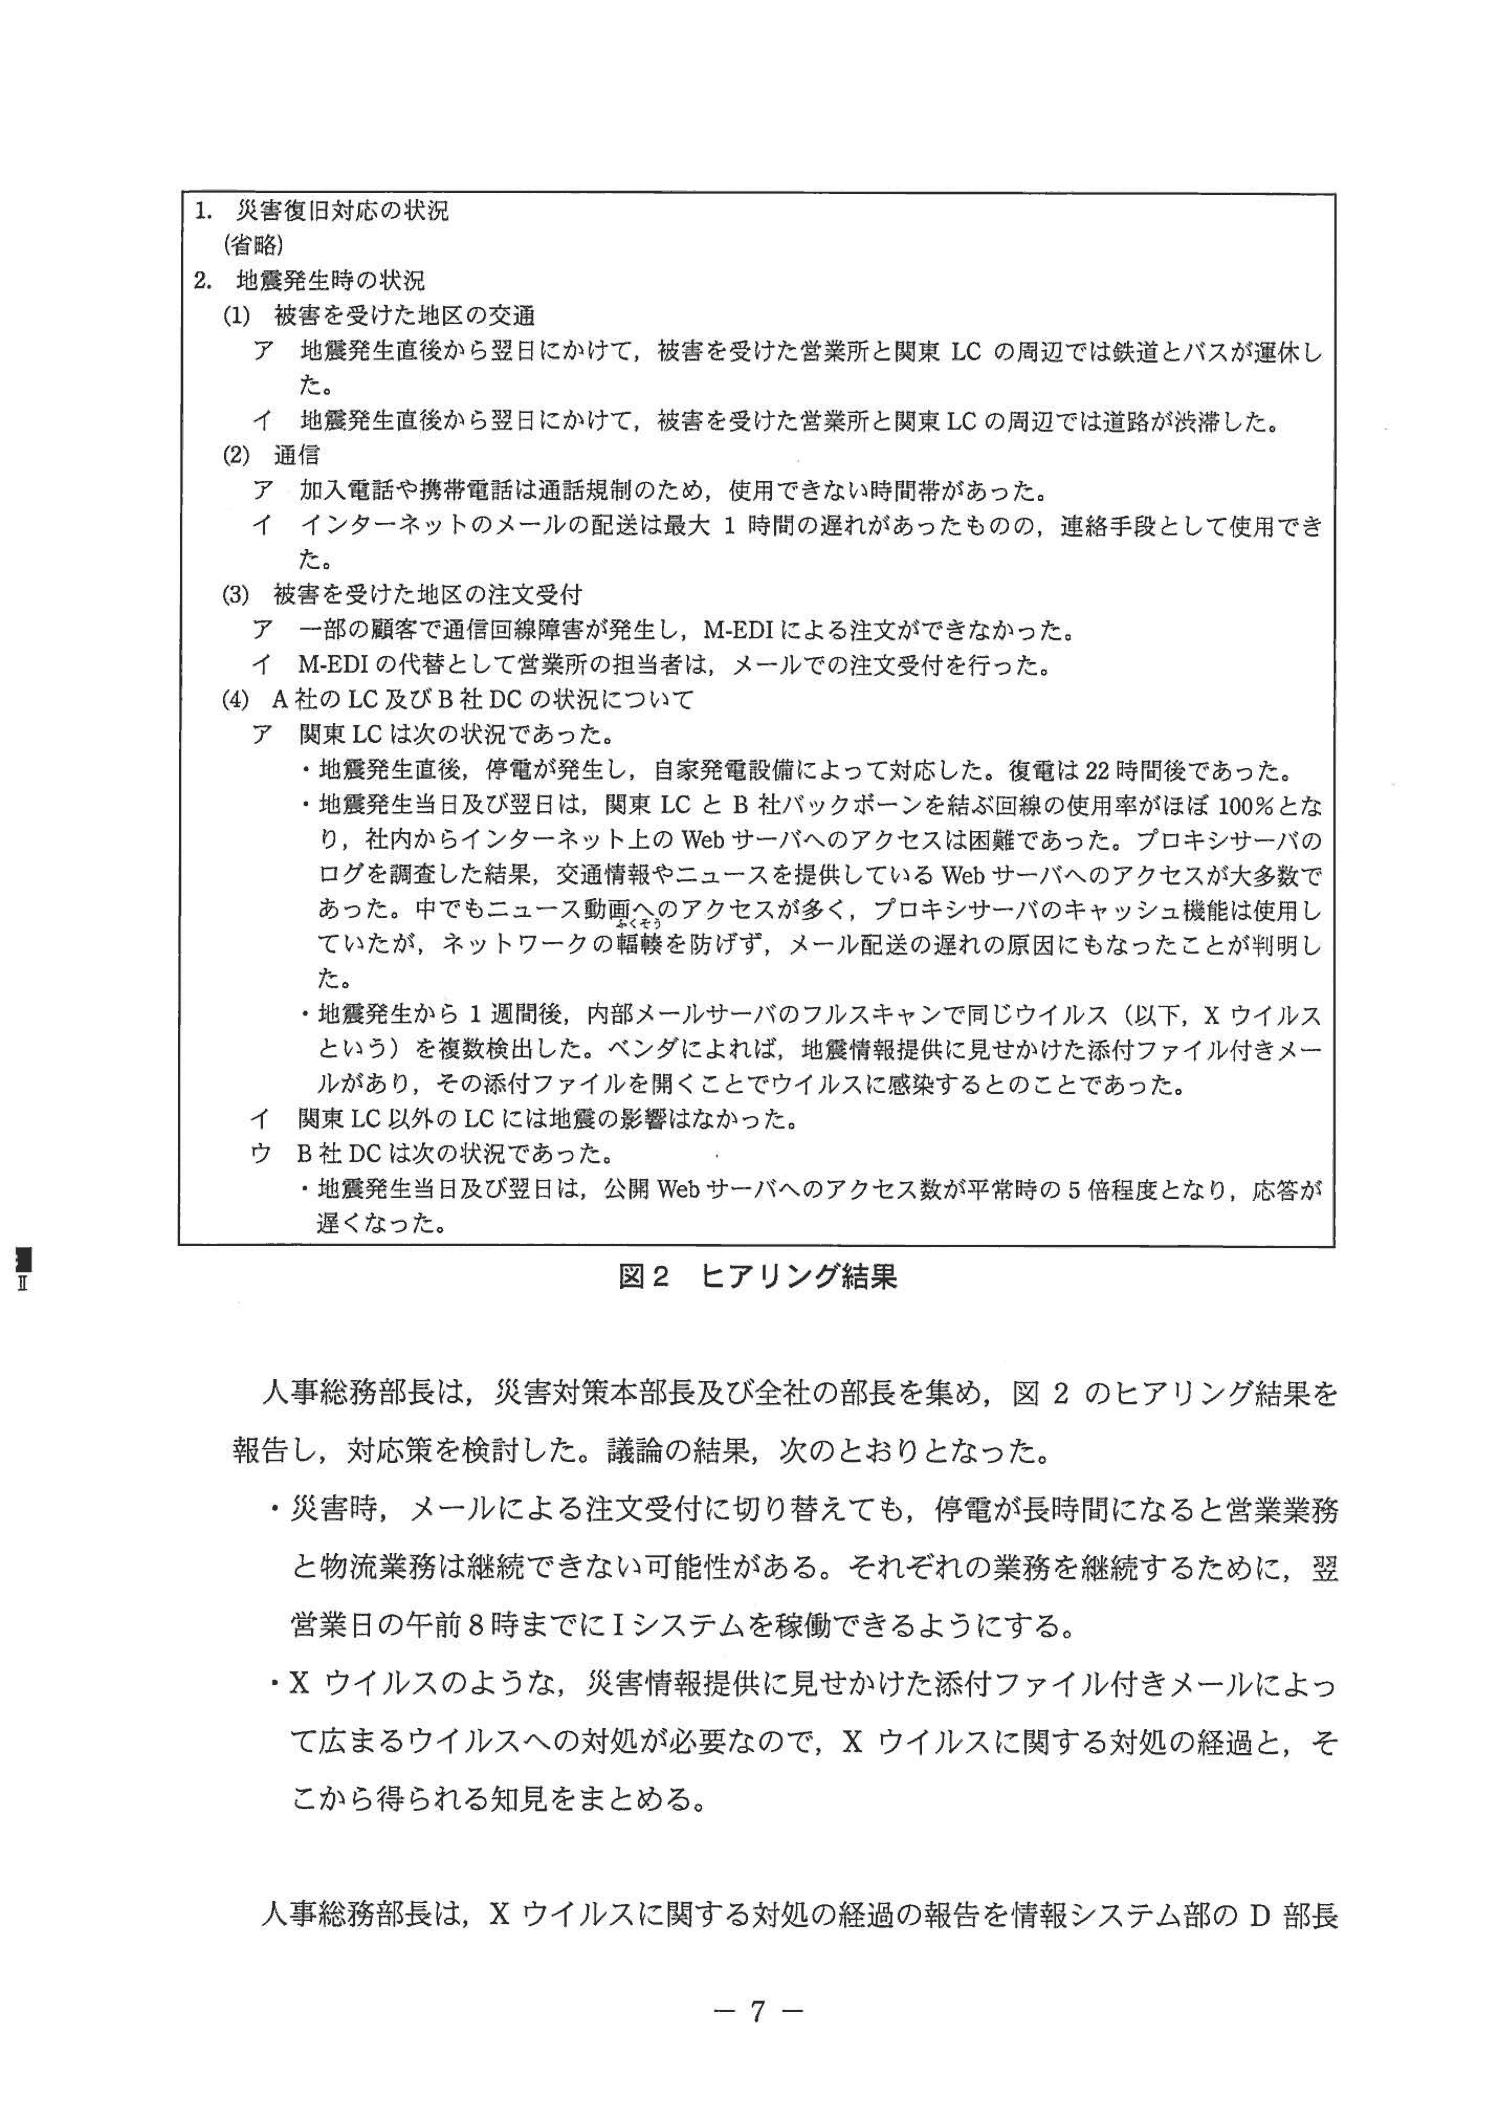 1. 災害復旧対応の状況
(省略)
2. 地震発生時の状況
(1) 被害を受けた地区の交通
ア 地震発生直後から翌日にかけて，被害を受けた営業所と関東 LC の周辺では鉄道とバスが運休し
た。
イ 地震発生直後から翌日にかけて，被害を受けた営業所と関東 LC の周辺では道路が渋滞した。
(2) 通信
ア 加入電話や携帯電話は通話規制のため，使用できない時間帯があった。
イ インターネットのメールの配送は最大 1 時間の遅れがあったものの，連絡手段として使用でき
た。
(3) 被害を受けた地区の注文受付
ア 一部の顧客で通信回線障害が発生し，M-EDI による注文ができなかった。
イ M-EDI の代替として営業所の担当者は，メールでの注文受付を行った。
(4) A 社の LC 及び B 社 DC の状況について
ア 関東 LC は次の状況であった。
・地震発生直後，停電が発生し，自家発電設備によって対応した。復電は 22 時間後であった。
・地震発生当日及び翌日は，関東 LC と B 社バックボーンを結ぶ回線の使用率がほぼ 100％とな
り，社内からインターネット上の Web サーバへのアクセスは困難であった。プロキシサーバの
ログを調査した結果，交通情報やニュースを提供している Web サーバへのアクセスが大多数で
あった。中でもニュース動画へのアクセスが多く，プロキシサーバのキャッシュ機能は使用し
ふくそう
ていたが，ネットワークの輻輳を防げず，メール配送の遅れの原因にもなったことが判明し
た。
・地震発生から 1 週間後，内部メールサーバのフルスキャンで同じウイルス（以下，X ウイルス
という）を複数検出した。ベンダによれば，地震情報提供に見せかけた添付ファイル付きメー
ルがあり，その添付ファイルを開くことでウイルスに感染するとのことであった。
イ 関東 LC 以外の LC には地震の影響はなかった。
ウ B 社 DC は次の状況であった。
・地震発生当日及び翌日は，公開 Web サーバへのアクセス数が平常時の 5 倍程度となり，応答が
遅くなった。
図2 ヒアリング結果
人事総務部長は，災害対策本部長及び全社の部長を集め，図 2 のヒアリング結果を
報告し，対応策を検討した。議論の結果，次のとおりとなった。
・災害時，メールによる注文受付に切り替えても，停電が長時間になると営業業務
と物流業務は継続できない可能性がある。それぞれの業務を継続するために，翌
営業日の午前 8 時までに I システムを稼働できるようにする。
・X ウイルスのような，災害情報提供に見せかけた添付ファイル付きメールによっ
て広まるウイルスへの対処が必要なので，X ウイルスに関する対処の経過と，そ
こから得られる知見をまとめる。
人事総務部長は，X ウイルスに関する対処の経過の報告を情報システム部の D 部長
Ⅱ
－ 7 －